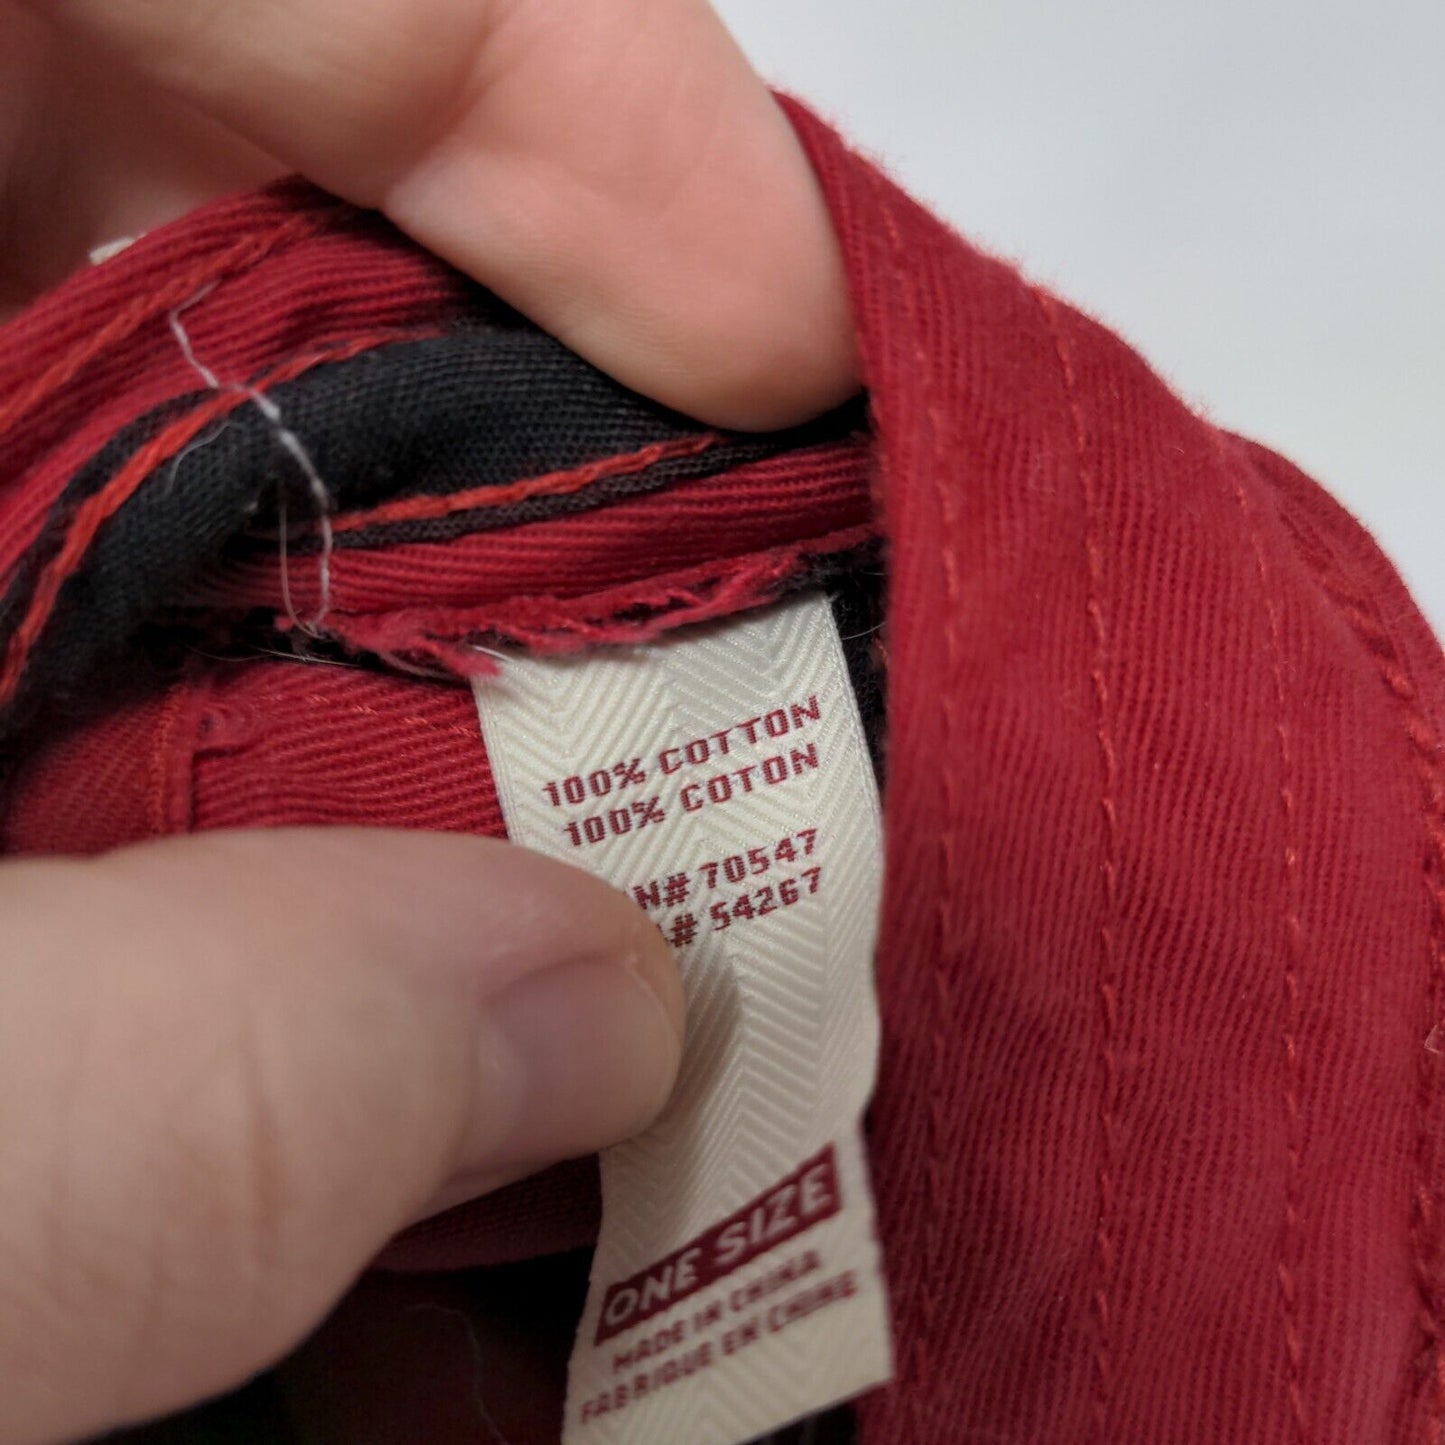 100% COTTON
100% COTON
70547
54267
ONE SIZE
MADE IN CHINA
FABRIQUE EN CHINE